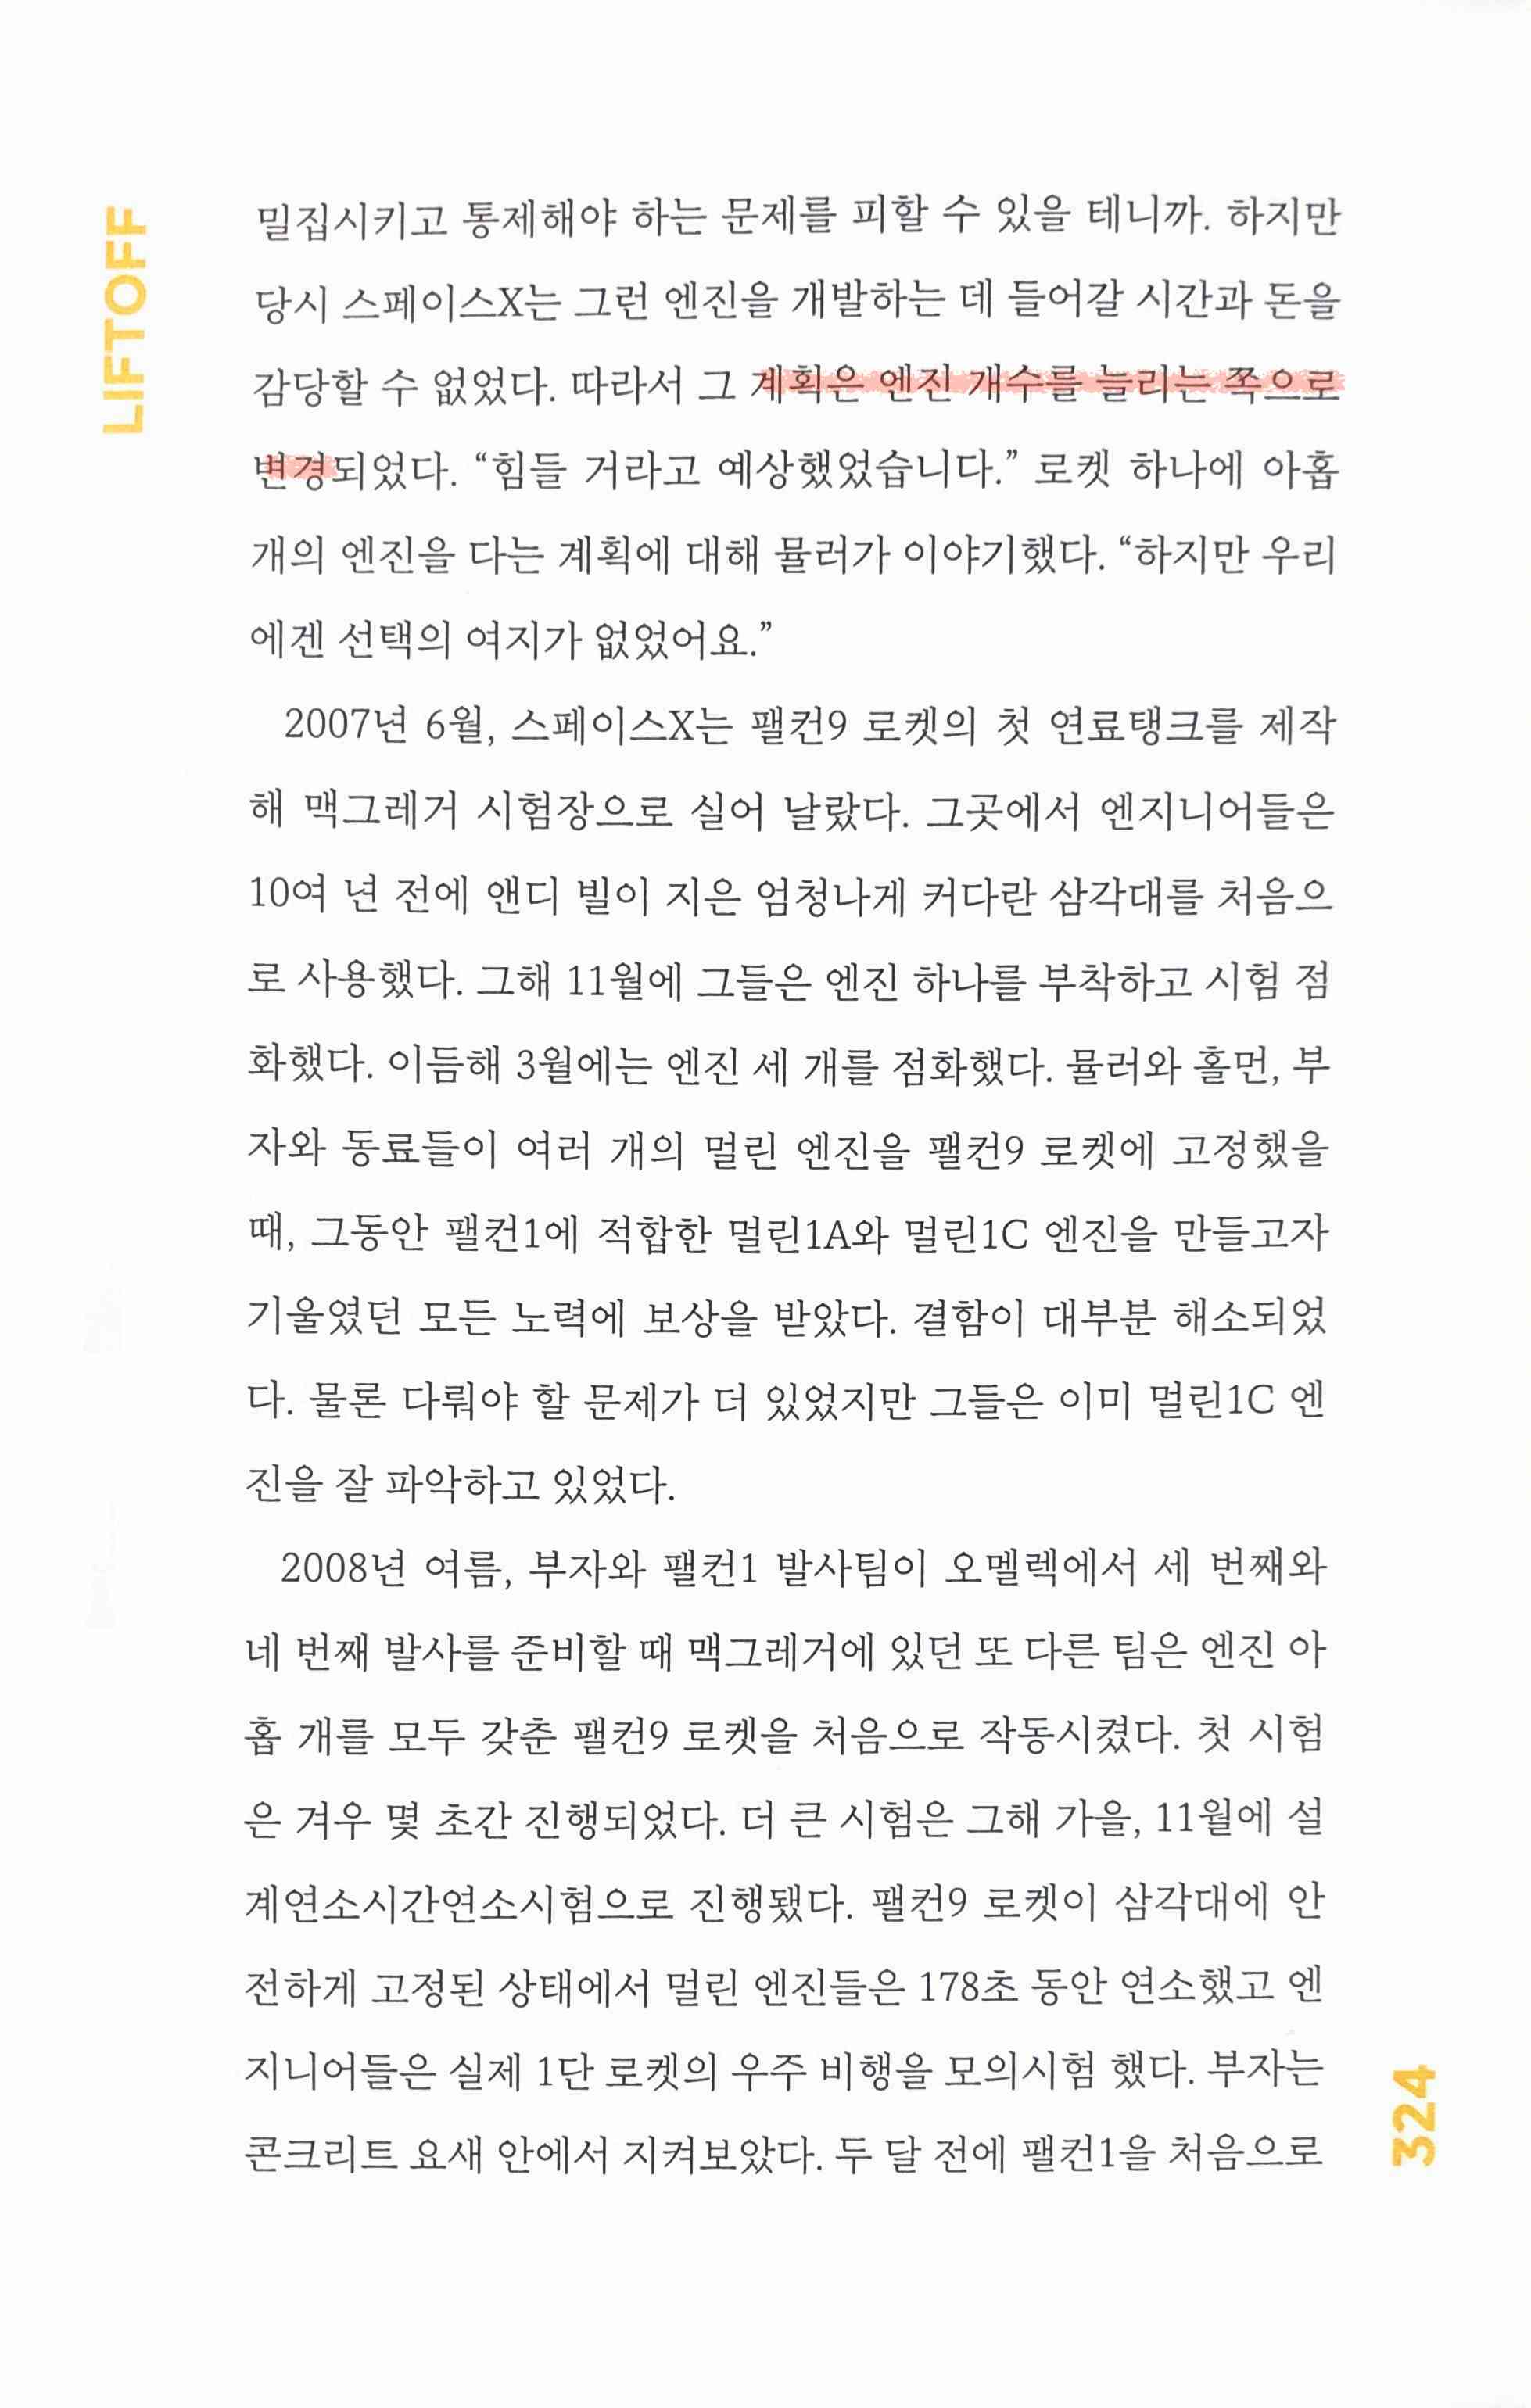 LIFTOFF
밀집시키고 통제해야 하는 문제를 피할 수 있을 테니까. 하지만
당시 스페이스X는 그런 엔진을 개발하는 데 들어갈 시간과 돈을
감당할 수 없었다. 따라서 그 계획은 엔진 개수를 늘리는 쪽으로
변경되었다. “힘들 거라고 예상했었습니다.” 로켓 하나에 아홉
개의 엔진을 다는 계획에 대해 뮬러가 이야기했다. “하지만 우리
에겐 선택의 여지가 없었어요.”
2007년 6월, 스페이스X는 팰컨9 로켓의 첫 연료탱크를 제작
해 맥그레거 시험장으로 실어 날랐다. 그곳에서 엔지니어들은
10여 년 전에 앤디 빌이 지은 엄청나게 커다란 삼각대를 처음으
로 사용했다. 그해 11월에 그들은 엔진 하나를 부착하고 시험 점
화했다. 이듬해 3월에는 엔진 세 개를 점화했다. 뮬러와 홀먼, 부
자와 동료들이 여러 개의 멀린 엔진을 팰컨9 로켓에 고정했을
때, 그동안 팰컨1에 적합한 멀린1A와 멀린1C 엔진을 만들고자
기울였던 모든 노력에 보상을 받았다. 결함이 대부분 해소되었
다. 물론 다뤄야 할 문제가 더 있었지만 그들은 이미 멀린1C 엔
진을 잘 파악하고 있었다.
2008년 여름, 부자와 팰컨1 발사팀이 오멜렉에서 세 번째와
네 번째 발사를 준비할 때 맥그레거에 있던 또 다른 팀은 엔진 아
홉 개를 모두 갖춘 팰컨9 로켓을 처음으로 작동시켰다. 첫 시험
은 겨우 몇 초간 진행되었다. 더 큰 시험은 그해 가을, 11월에 설
계연소시간연소시험으로 진행됐다. 팰컨9 로켓이 삼각대에 안
전하게 고정된 상태에서 멀린 엔진들은 178초 동안 연소했고 엔
지니어들은 실제 1단 로켓의 우주 비행을 모의시험 했다. 부자는
콘크리트 요새 안에서 지켜보았다. 두 달 전에 팰컨1을 처음으로
324